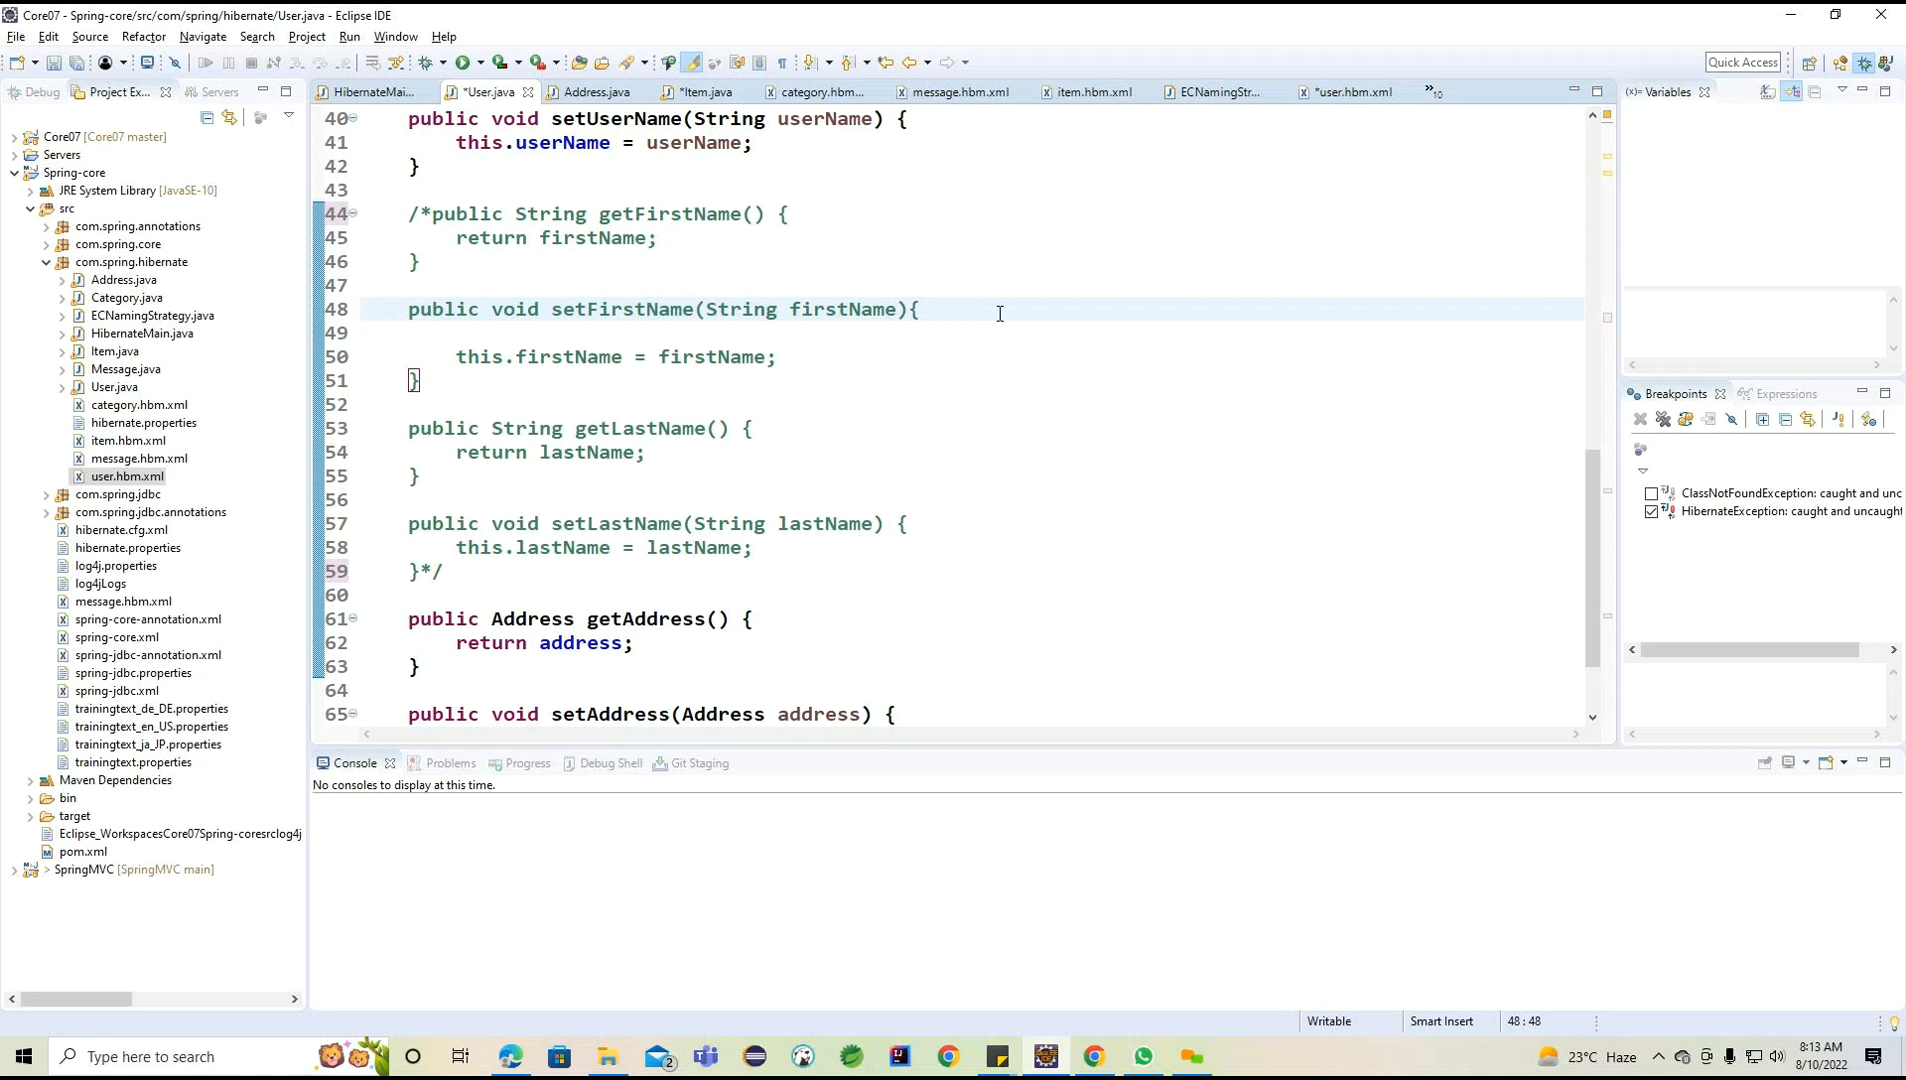 Core07 - Spring-core/src/com/spring/hibernate/User.java - Eclipse IDE
File Edit Source Refactor Navigate Search Project Run Window Help
Quick Access
Debug Project Ex... Servers
HibernateMai... *User.java Address.java *Item.java category.hbm... message.hbm.xml item.hbm.xml ECNamingStr... *user.hbm.xml »10
(x)= Variables
Core07 [Core07 master]
Servers
Spring-core
JRE System Library [JavaSE-10]
src
com.spring.annotations
com.spring.core
com.spring.hibernate
Address.java
Category.java
ECNamingStrategy.java
HibernateMain.java
Item.java
Message.java
User.java
category.hbm.xml
hibernate.properties
item.hbm.xml
message.hbm.xml
user.hbm.xml
com.spring.jdbc
com.spring.jdbc.annotations
hibernate.cfg.xml
hibernate.properties
log4j.properties
log4jLogs
message.hbm.xml
spring-core-annotation.xml
spring-core.xml
spring-jdbc-annotation.xml
spring-jdbc.properties
spring-jdbc.xml
trainingtext_de_DE.properties
trainingtext_en_US.properties
trainingtext_ja_JP.properties
trainingtext.properties
Maven Dependencies
bin
target
Eclipse_WorkspacesCore07Spring-coresrclog4j
pom.xml
> SpringMVC [SpringMVC main]
40 public void setUserName(String userName) {
41 this.userName = userName;
42 }
43
44 /*public String getFirstName() {
45 return firstName;
46 }
47
48 public void setFirstName(String firstName){
49
50 this.firstName = firstName;
51 }
52
53 public String getLastName() {
54 return lastName;
55 }
56
57 public void setLastName(String lastName) {
58 this.lastName = lastName;
59 }*/
60
61 public Address getAddress() {
62 return address;
63 }
64
65 public void setAddress(Address address) {
Breakpoints Expressions
ClassNotFoundException: caught and unc
HibernateException: caught and uncaught
Console Problems Progress Debug Shell Git Staging
No consoles to display at this time.
Writable Smart Insert 48 : 48
Type here to search
2
23°C Haze
8:13 AM
8/10/2022